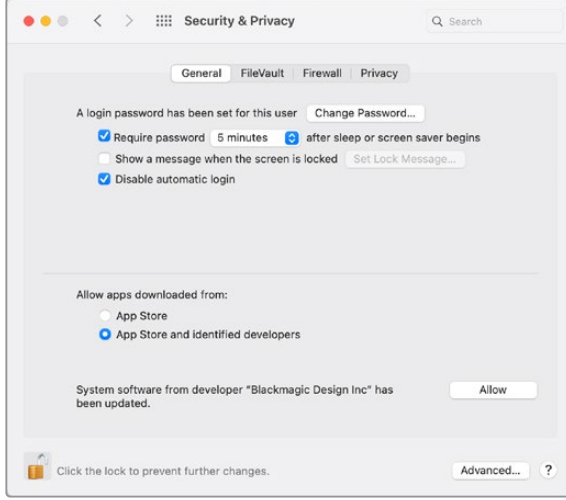 Security & Privacy
Search
General
FileVault
Firewall
Privacy
A login password has been set for this user
Change Password...
Require password
5 minutes
after sleep or screen saver begins
Show a message when the screen is locked
Set Lock Message...
Disable automatic login
Allow apps downloaded from:
App Store
App Store and identified developers
System software from developer "Blackmagic Design Inc" has
been updated.
Allow
Click the lock to prevent further changes.
Advanced...
?